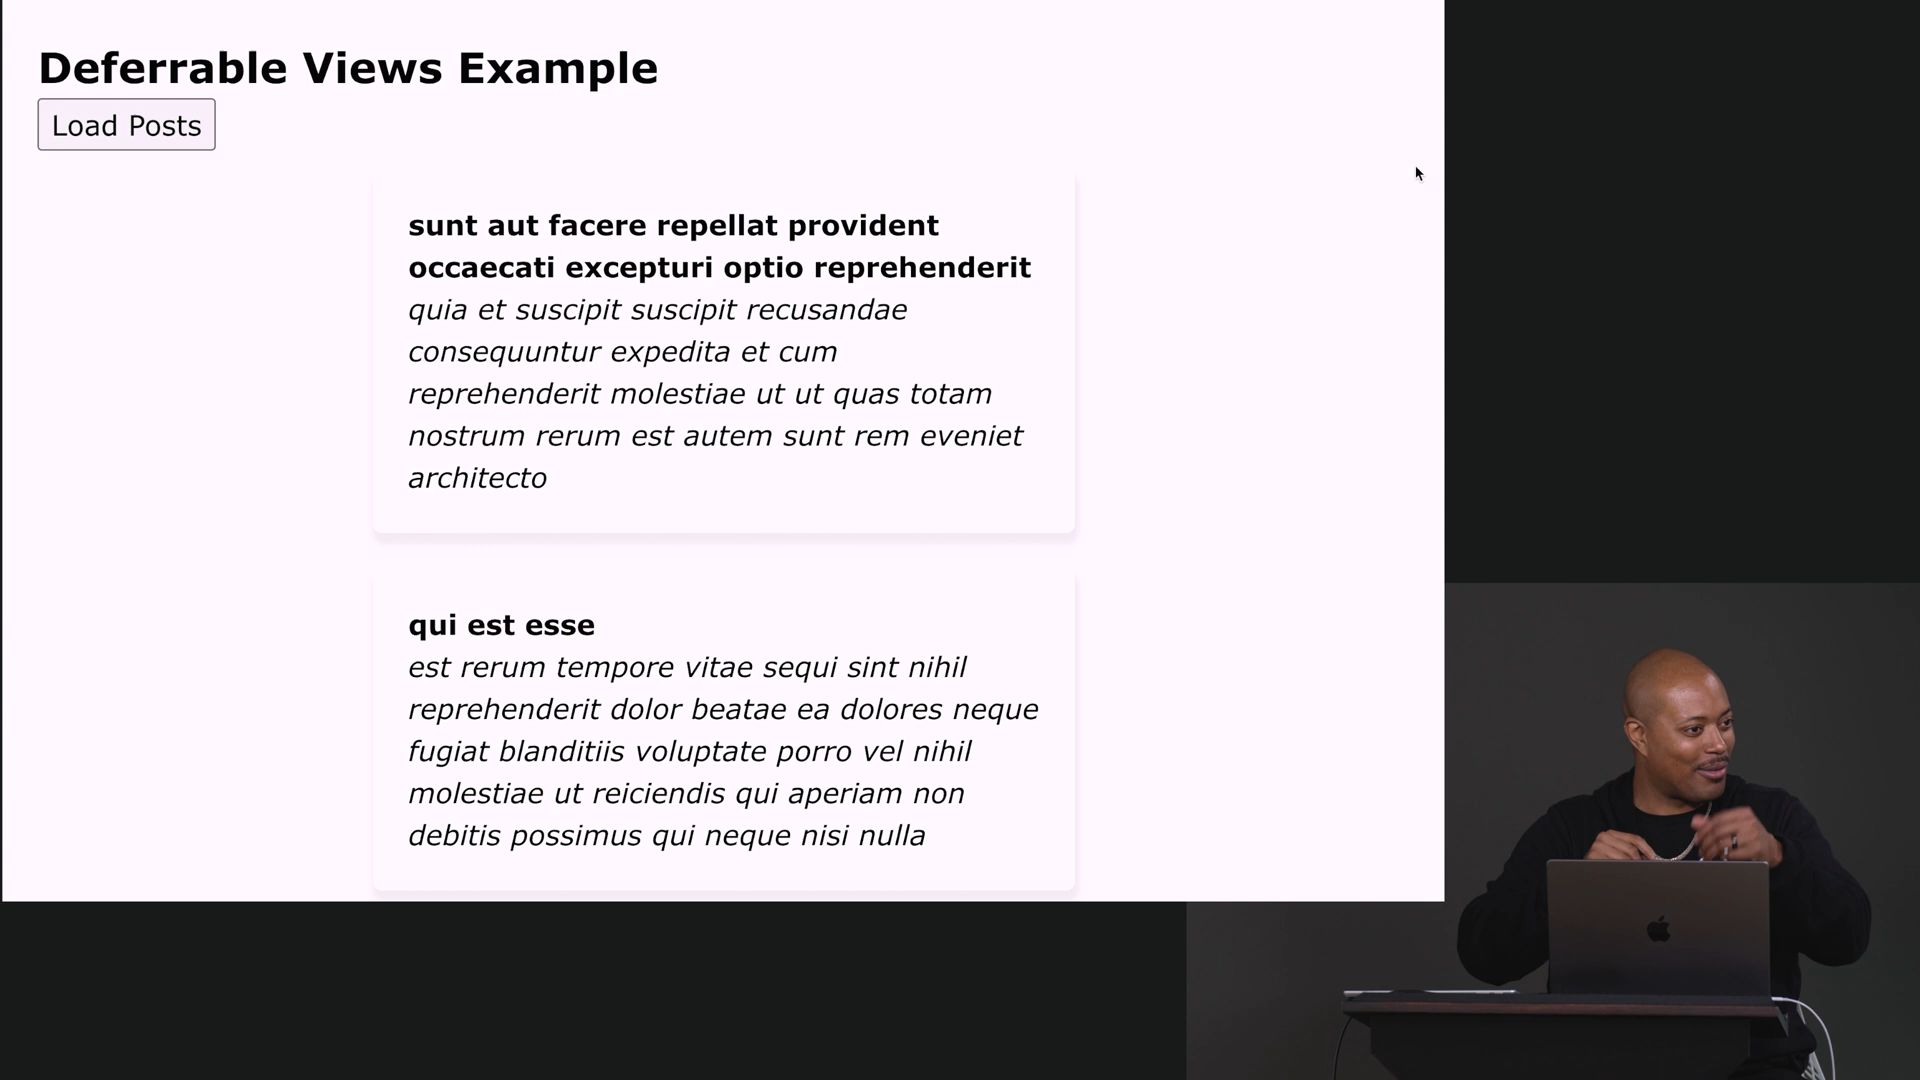 Deferrable Views Example
Load Posts
sunt aut facere repellat provident
occaecati excepturi optio reprehenderit
quia et suscipit suscipit recusandae
consequuntur expedita et cum
reprehenderit molestiae ut ut quas totam
nostrum rerum est autem sunt rem eveniet
architecto
qui est esse
est rerum tempore vitae sequi sint nihil
reprehenderit dolor beatae ea dolores neque
fugiat blanditiis voluptate porro vel nihil
molestiae ut reiciendis qui aperiam non
debitis possimus qui neque nisi nulla